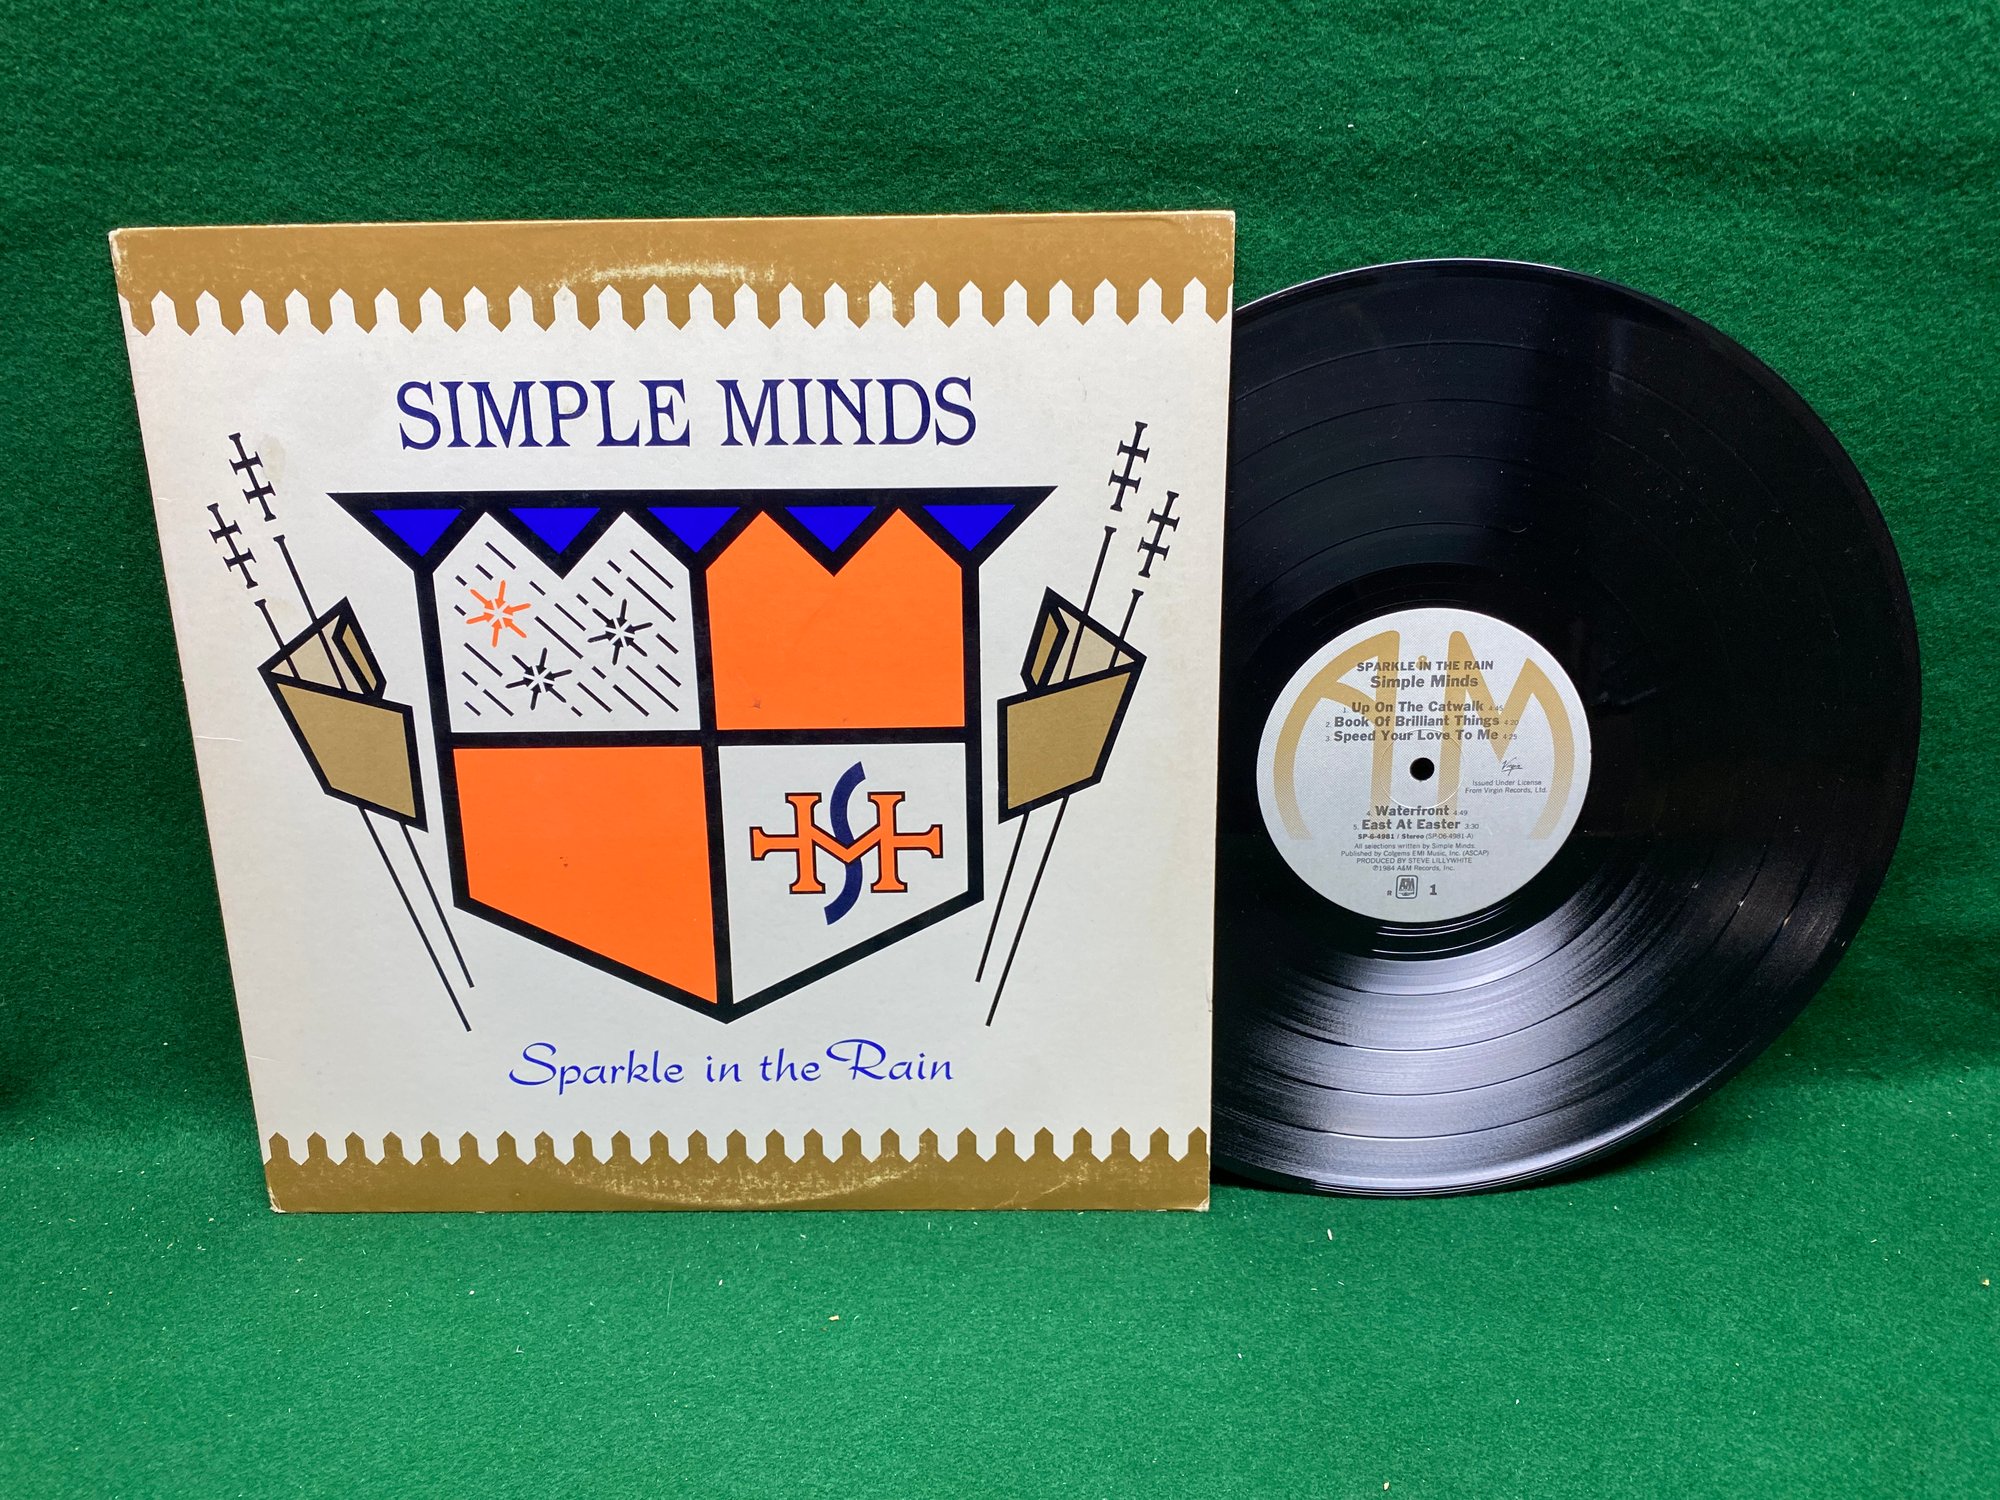 SIMPLE MINDS
SM
Sparkle in the Rain
A&M
SPARKLE IN THE RAIN
Simple Minds
1. Up On The Catwalk 4:45
2. Book Of Brilliant Things 4:20
3. Speed Your Love To Me 4:25
Virgin
Issued Under License
From Virgin Records, Ltd.
4. Waterfront 4:49
5. East At Easter 3:30
SP-6-4981 / Stereo (SP-06-4981-A)
All selections written by Simple Minds.
Published by Colgems EMI Music, Inc. (ASCAP)
PRODUCED BY STEVE LILLYWHITE
℗1984 A&M Records, Inc.
R A&M 1